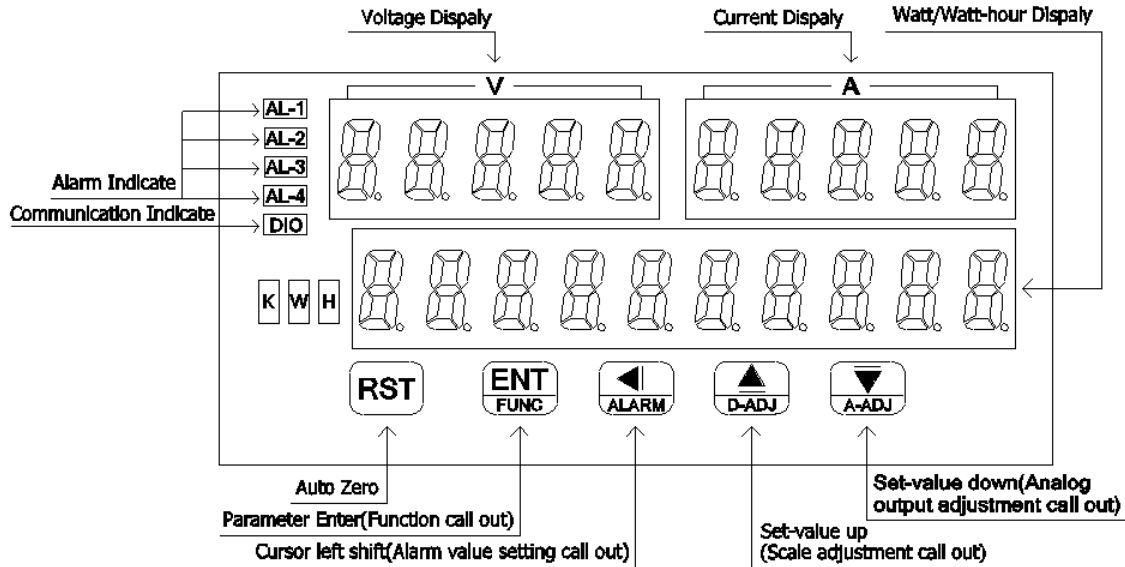 Voltage Dispaly
Current Dispaly
Watt/Watt-hour Dispaly
V
A
AL-1
AL-2
AL-3
AL-4
DIO
Alarm Indicate
Communication Indicate
K W H
RST
ENT
FUNC
ALARM
D-ADJ
A-ADJ
Auto Zero
Parameter Enter(Function call out)
Cursor left shift(Alarm value setting call out)
Set-value up
(Scale adjustment call out)
Set-value down(Analog
output adjustment call out)